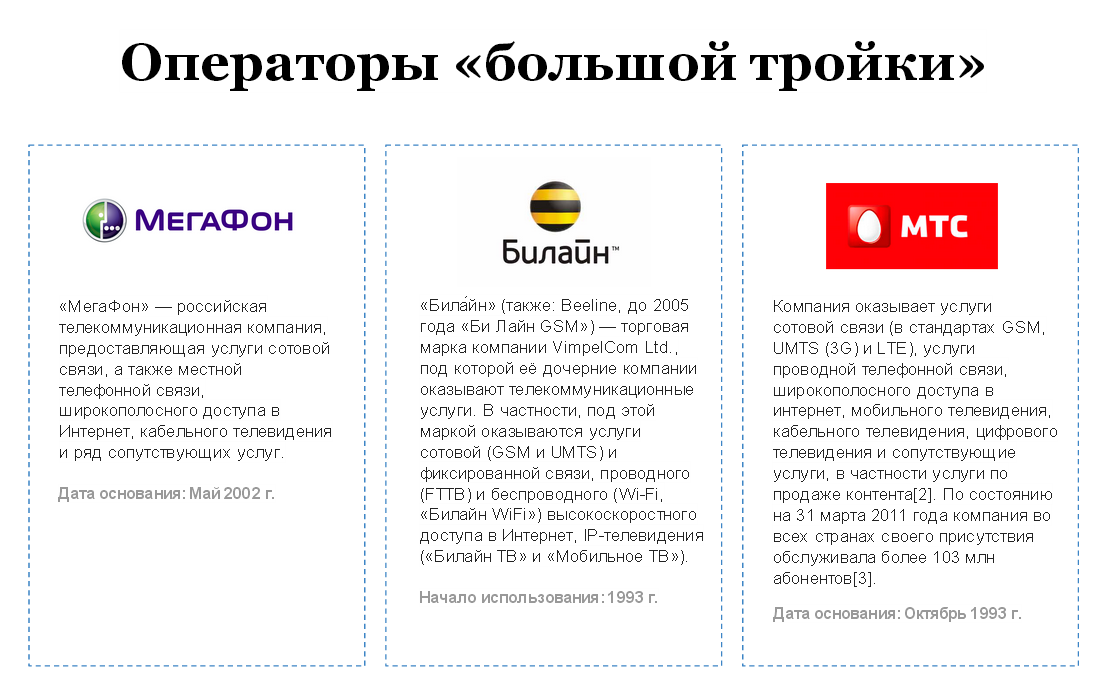 Операторы «большой тройки»
МегаФон
«МегаФон» — российская
телекоммуникационная компания,
предоставляющая услуги сотовой
связи, а также местной
телефонной связи,
широкополосного доступа в
Интернет, кабельного телевидения
и ряд сопутствующих услуг.
Дата основания: Май 2002 г.
Билайн™
«Била́йн» (также: Beeline, до 2005
года «Би Лайн GSM») — торговая
марка компании VimpelCom Ltd.,
под которой её дочерние компании
оказывают телекоммуникационные
услуги. В частности, под этой
маркой оказываются услуги
сотовой (GSM и UMTS) и
фиксированной связи, проводного
(FTTB) и беспроводного (Wi-Fi,
«Билайн WiFi») высокоскоростного
доступа в Интернет, IP-телевидения
(«Билайн ТВ» и «Мобильное ТВ»).
Начало использования: 1993 г.
МТС
Компания оказывает услуги
сотовой связи (в стандартах GSM,
UMTS (3G) и LTE), услуги
проводной телефонной связи,
широкополосного доступа в
интернет, мобильного телевидения,
кабельного телевидения, цифрового
телевидения и сопутствующие
услуги, в частности услуги по
продаже контента[2]. По состоянию
на 31 марта 2011 года компания во
всех странах своего присутствия
обслуживала более 103 млн
абонентов[3].
Дата основания: Октябрь 1993 г.